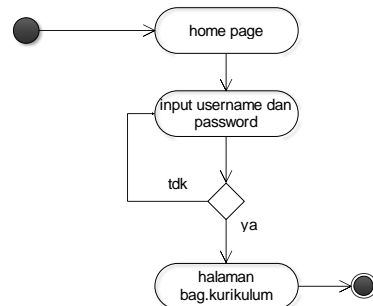 home page
input username dan
password
tdk
ya
halaman
bag.kurikulum